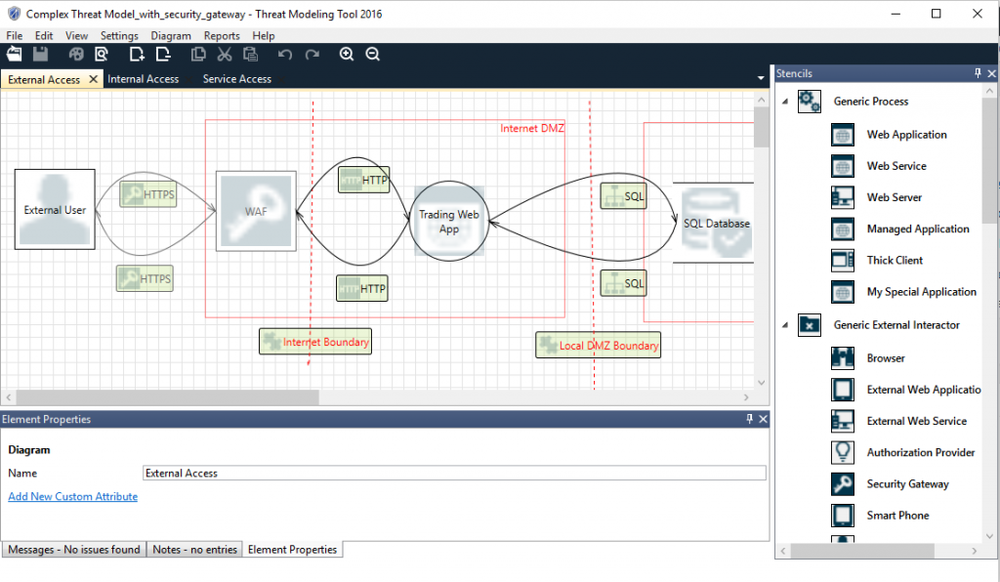 Complex Threat Model_with_security_gateway - Threat Modeling Tool 2016
File Edit View Settings Diagram Reports Help
External Access Internal Access Service Access
Internet DMZ
HTTPS
HTTP
SQL
External User
WAF
Trading Web
App
SQL Database
HTTPS
HTTP
SQL
Internet Boundary
Local DMZ Boundary
Stencils
Generic Process
Web Application
Web Service
Web Server
Managed Application
Thick Client
My Special Application
Generic External Interactor
Browser
External Web Applicatio
External Web Service
Authorization Provider
Security Gateway
Smart Phone
Element Properties
Diagram
Name External Access
Add New Custom Attribute
Messages - No issues found Notes - no entries Element Properties